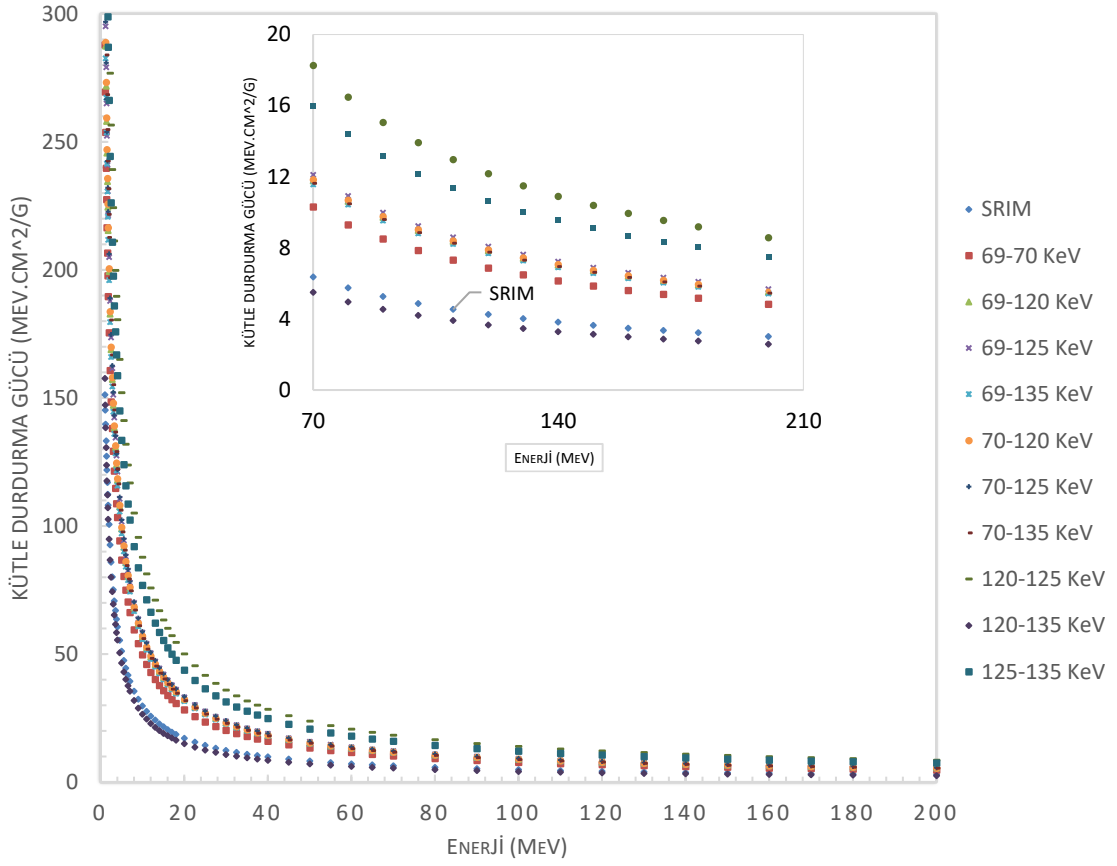 KÜTLE DURDURMA GÜCÜ (MEV.CM^2/G)
300
250
200
150
100
50
0
0 20 40 60 80 100 120 140 160 180 200
ENERJİ (MEV)
KÜTLE DURDURMA GÜCÜ (MEV.CM^2/G)
20
16
12
8
4
0
SRIM
70 140 210
ENERJİ (MEV)
SRIM
69-70 KeV
69-120 KeV
69-125 KeV
69-135 KeV
70-120 KeV
70-125 KeV
70-135 KeV
120-125 KeV
120-135 KeV
125-135 KeV